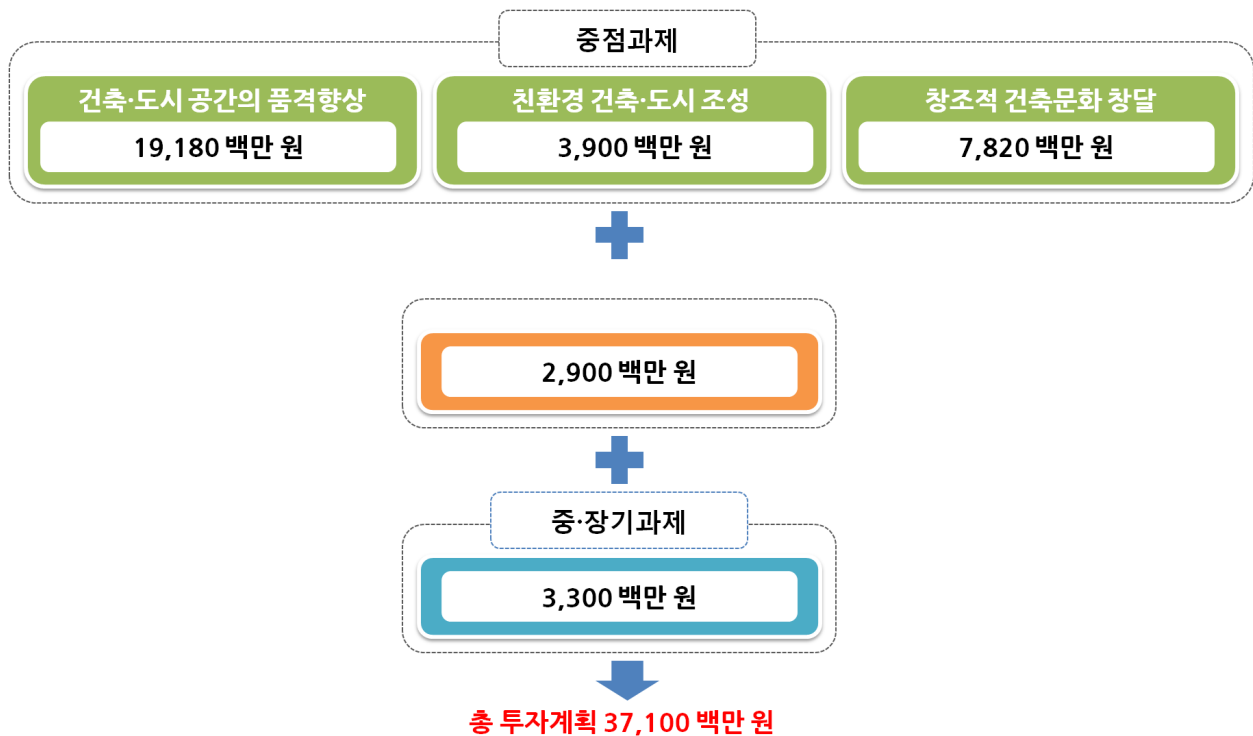 중점과제
건축·도시 공간의 품격향상
친환경 건축·도시 조성
창조적 건축문화 창달
19,180 백만 원
3,900 백만 원
7,820 백만 원
2,900 백만 원
중·장기과제
3,300 백만 원
총 투자계획 37,100 백만 원